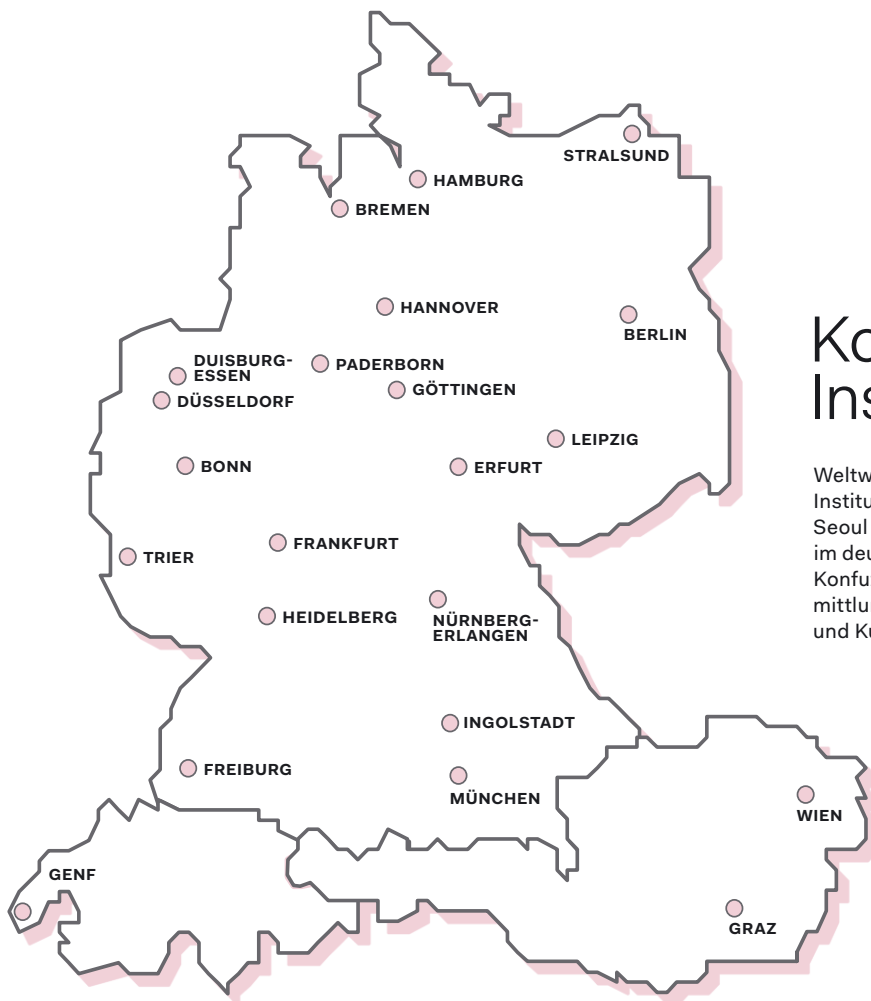 STRALSUND
HAMBURG
BREMEN
HANNOVER
BERLIN
DUISBURG-
ESSEN
PADERBORN
DÜSSELDORF
GÖTTINGEN
LEIPZIG
BONN
ERFURT
FRANKFURT
TRIER
HEIDELBERG
NÜRNBERG-
ERLANGEN
INGOLSTADT
FREIBURG
MÜNCHEN
WIEN
GENF
GRAZ
Ko
Ins
Weltw
Institu
Seoul
im deu
Konfu
mittlu
und Ku